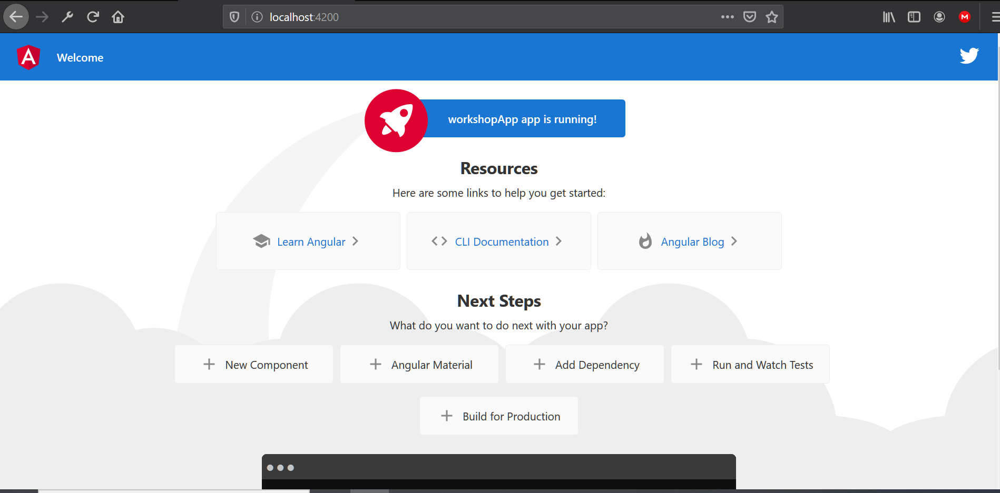 localhost:4200
M
A
Welcome
workshopApp app is running!
Resources
Here are some links to help you get started:
Learn Angular
CLI Documentation
Angular Blog
Next Steps
What do you want to do next with your app?
New Component
Angular Material
Add Dependency
Run and Watch Tests
Build for Production